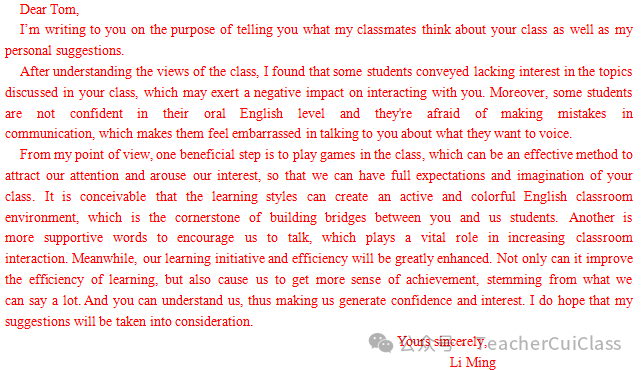 Dear Tom,
I'm writing to you on the purpose of telling you what my classmates think about your class as well as my
personal suggestions.
After understanding the views of the class, I found that some students conveyed lacking interest in the topics
discussed in your class, which may exert a negative impact on interacting with you. Moreover, some students
are not confident in their oral English level and they're afraid of making mistakes in
communication, which makes them feel embarrassed in talking to you about what they want to voice.
From my point of view, one beneficial step is to play games in the class, which can be an effective method to
attract our attention and arouse our interest, so that we can have full expectations and imagination of your
class. It is conceivable that the learning styles can create an active and colorful English classroom
environment, which is the cornerstone of building bridges between you and us students. Another is
more supportive words to encourage us to talk, which plays a vital role in increasing classroom
interaction. Meanwhile, our learning initiative and efficiency will be greatly enhanced. Not only can it improve
the efficiency of learning, but also cause us to get more sense of achievement, stemming from what we
can say a lot. And you can understand us, thus making us generate confidence and interest. I do hope that my
suggestions will be taken into consideration.
Yours sincerely,
公众号 · TeacherCuiClass
Li Ming